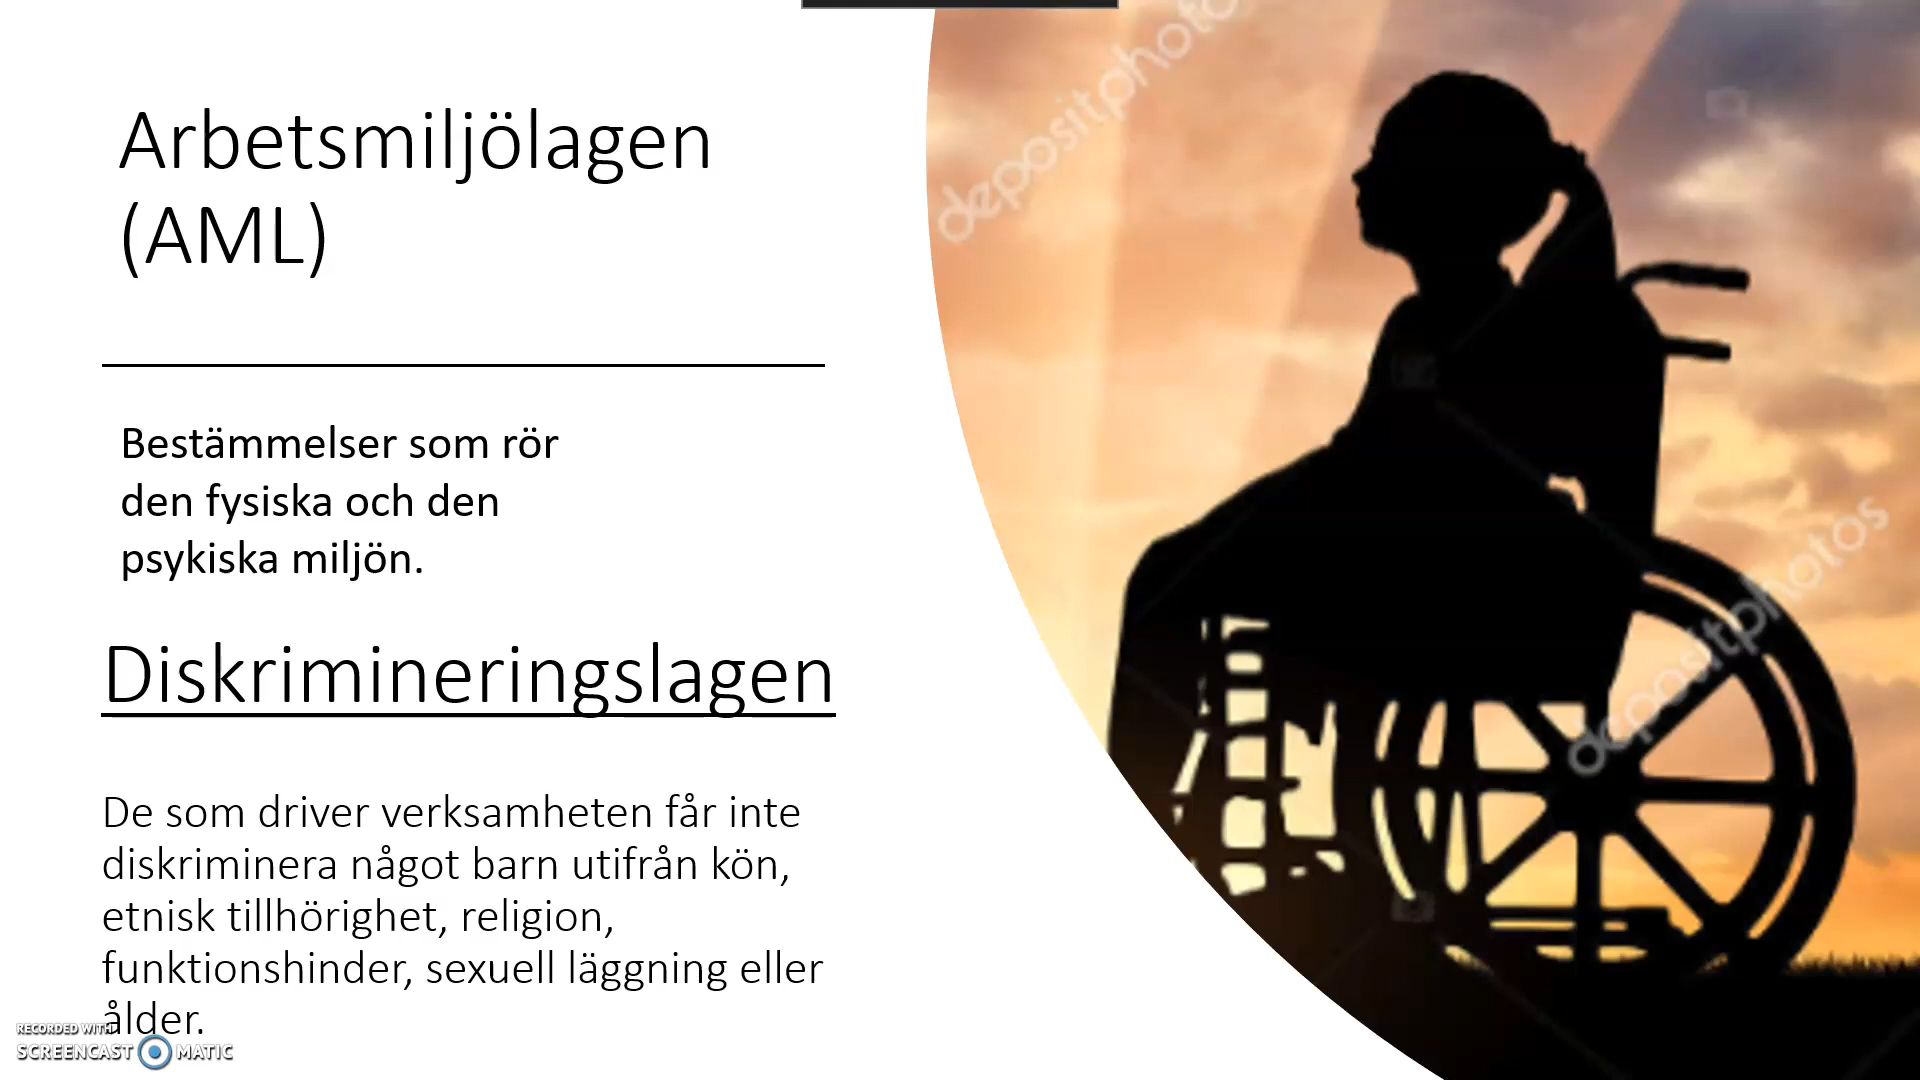 Arbetsmiljölagen
(AML)
Bestämmelser som rör
den fysiska och den
psykiska miljön.
Diskrimineringslagen
De som driver verksamheten får inte
diskriminera något barn utifrån kön,
etnisk tillhörighet, religion,
funktionshinder, sexuell läggning eller
ålder.
RECORDED WITH
SCREENCAST MATIC
depositphotos
depositphotos